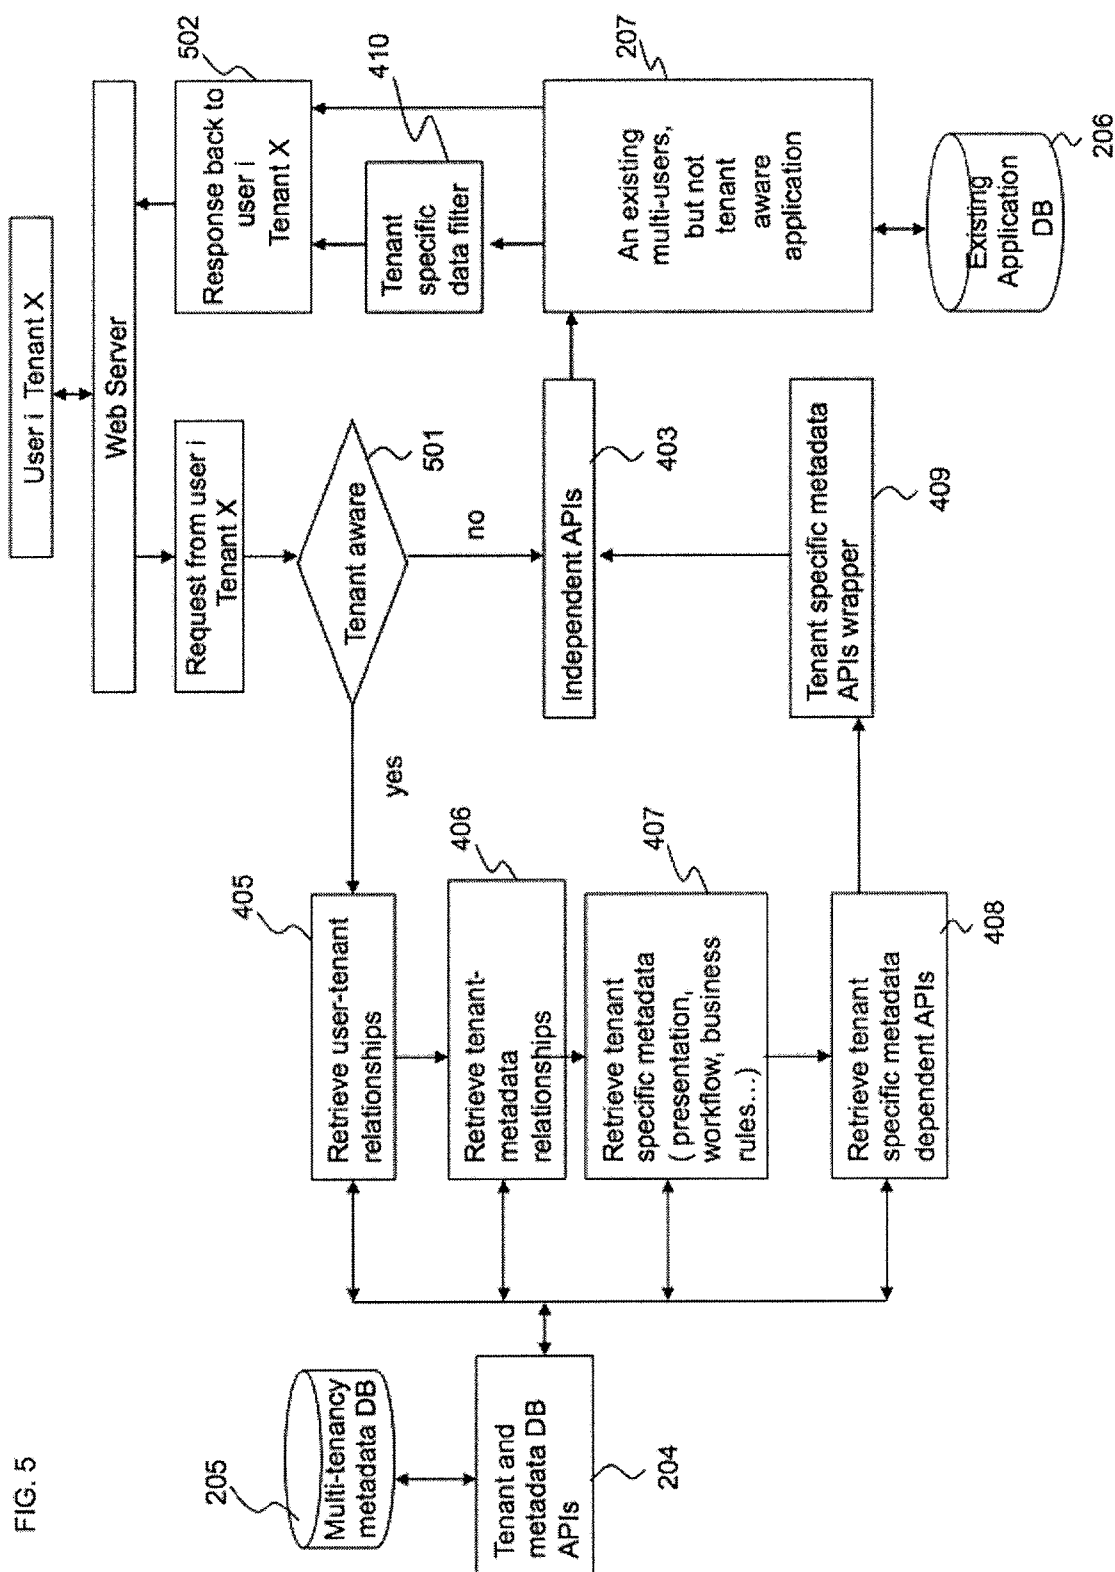 FIG. 5
User i Tenant X
Web Server
Request from user i
Tenant X
Response back to
user i
Tenant X
502
Tenant aware
501
yes
no
Tenant
specific
data filter
410
205
Multi-tenancy
metadata DB
Tenant and
metadata DB
APIs
204
Retrieve user-tenant
relationships
405
Retrieve tenant-
metadata
relationships
406
Retrieve tenant
specific metadata
( presentation,
workflow, business
rules...)
407
Retrieve tenant
specific metadata
dependent APIs
408
Independent APIs
403
Tenant specific metadata
APIs wrapper
409
An existing
multi-users,
but not
tenant
aware
application
207
Existing
Application
DB
206